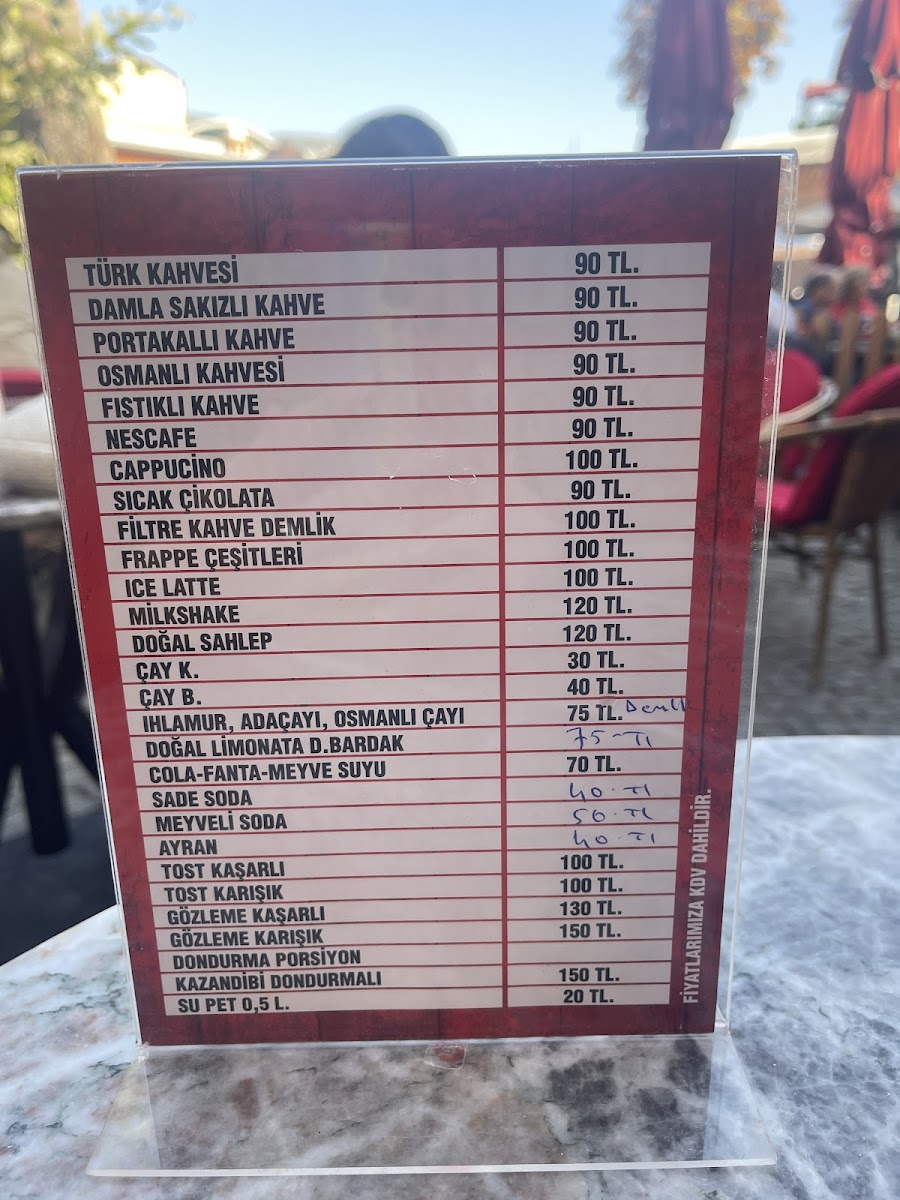 TÜRK KAHVESİ 90 TL.
DAMLA SAKIZLI KAHVE 90 TL.
PORTAKALLI KAHVE 90 TL.
OSMANLI KAHVESİ 90 TL.
FISTIKLI KAHVE 90 TL.
NESCAFE 90 TL.
CAPPUCİNO 100 TL.
SICAK ÇİKOLATA 90 TL.
FİLTRE KAHVE DEMLİK 100 TL.
FRAPPE ÇEŞİTLERİ 100 TL.
ICE LATTE 100 TL.
MİLKSHAKE 120 TL.
DOĞAL SAHLEP 120 TL.
ÇAY K. 30 TL.
ÇAY B. 40 TL.
IHLAMUR, ADAÇAYI, OSMANLI ÇAYI 75 TL.
DOĞAL LİMONATA D.BARDAK 75-Tl
COLA-FANTA-MEYVE SUYU 70 TL.
SADE SODA 40.Tl
MEYVELİ SODA 50.TL
AYRAN 40.Tl
TOST KAŞARLI 100 TL.
TOST KARIŞIK 100 TL.
GÖZLEME KAŞARLI 130 TL.
GÖZLEME KARIŞIK 150 TL.
DONDURMA PORSİYON
KAZANDİBİ DONDURMALI 150 TL.
SU PET 0,5 L. 20 TL.
FİYATLARIMIZA KDV DAHİLDİR.